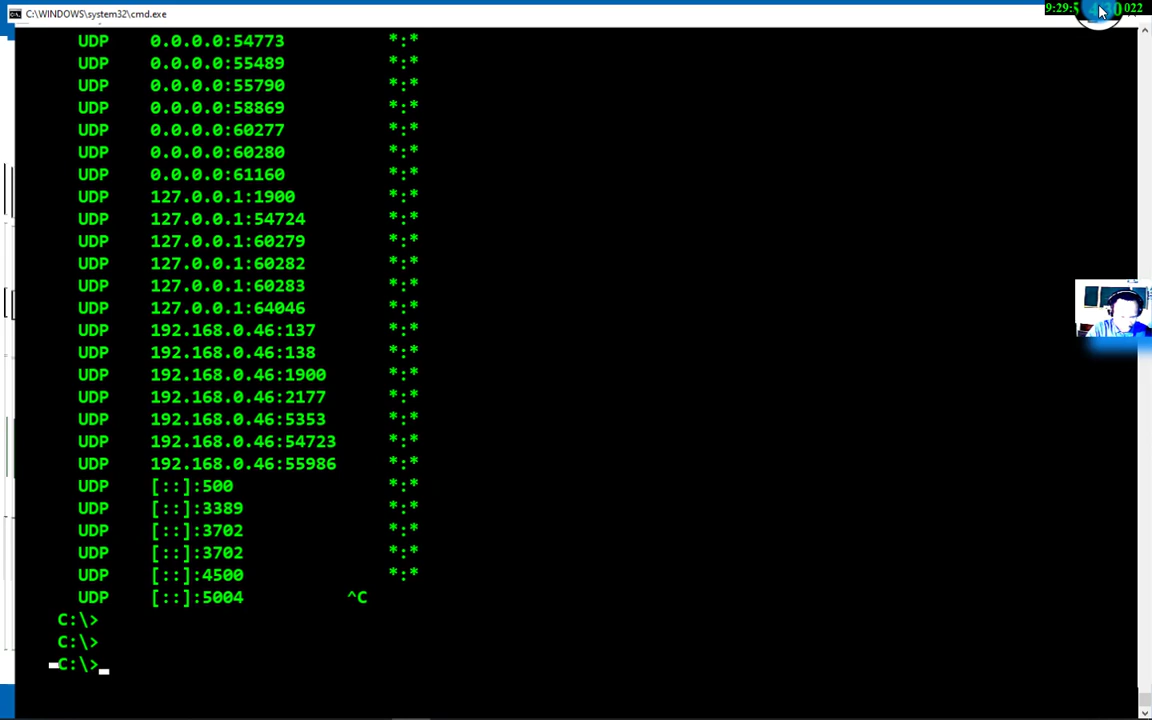 C:\WINDOWS\system32\cmd.exe
UDP 0.0.0.0:54773 *:*
UDP 0.0.0.0:55489 *:*
UDP 0.0.0.0:55790 *:*
UDP 0.0.0.0:58869 *:*
UDP 0.0.0.0:60277 *:*
UDP 0.0.0.0:60280 *:*
UDP 0.0.0.0:61160 *:*
UDP 127.0.0.1:1900 *:*
UDP 127.0.0.1:54724 *:*
UDP 127.0.0.1:60279 *:*
UDP 127.0.0.1:60282 *:*
UDP 127.0.0.1:60283 *:*
UDP 127.0.0.1:64046 *:*
UDP 192.168.0.46:137 *:*
UDP 192.168.0.46:138 *:*
UDP 192.168.0.46:1900 *:*
UDP 192.168.0.46:2177 *:*
UDP 192.168.0.46:5353 *:*
UDP 192.168.0.46:54723 *:*
UDP 192.168.0.46:55986 *:*
UDP [::]:500 *:*
UDP [::]:3389 *:*
UDP [::]:3702 *:*
UDP [::]:3702 *:*
UDP [::]:4500 *:*
UDP [::]:5004 ^C
C:\>
C:\>
C:\>